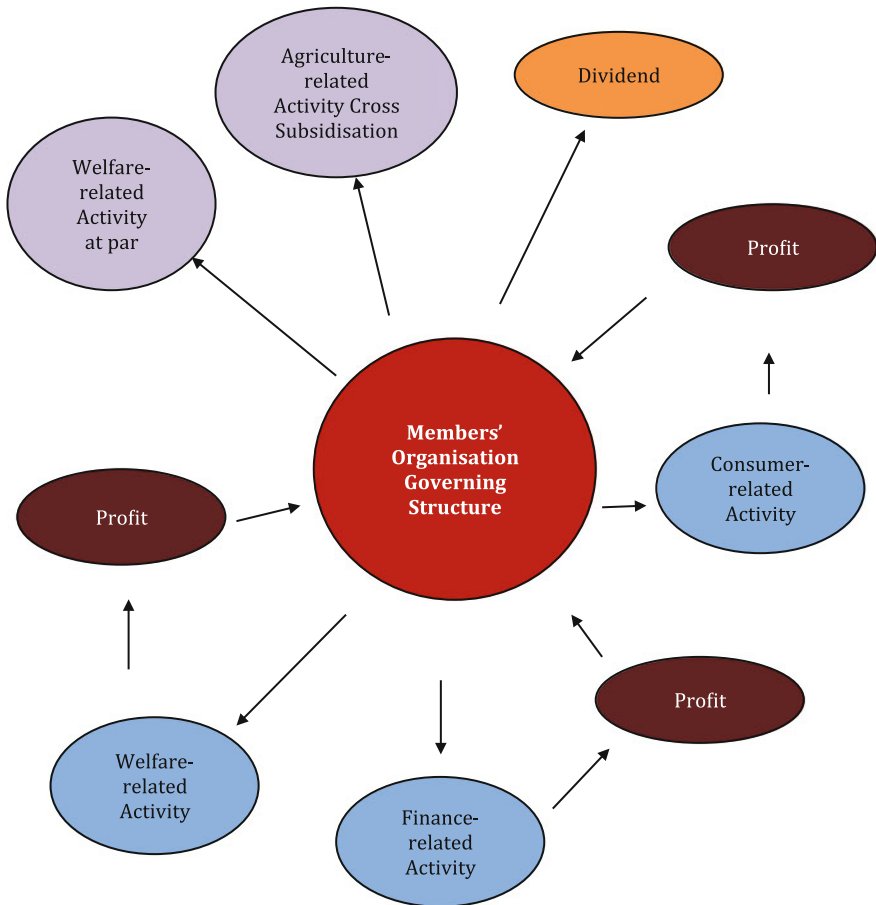 Agriculture-
related
Activity Cross
Subsidisation
Dividend
Welfare-
related
Activity
at par
Profit
Members’
Organisation
Governing
Structure
Consumer-
related
Activity
Profit
Profit
Welfare-
related
Activity
Finance-
related
Activity